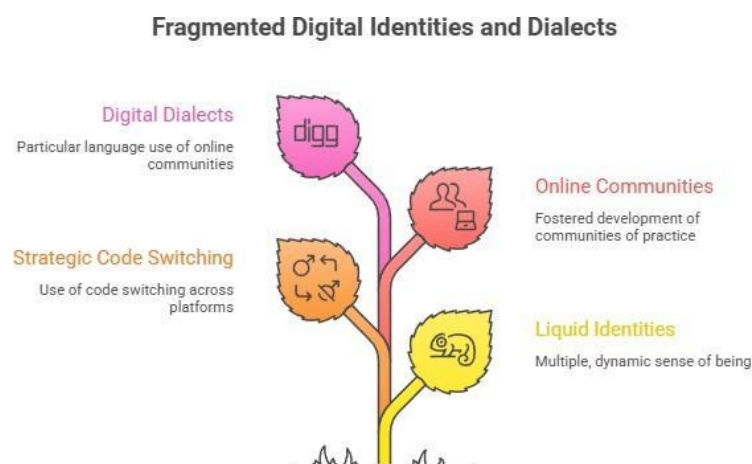 Fragmented Digital Identities and Dialects
Digital Dialects
Particular language use of online
communities
digg
Online Communities
Fostered development of
communities of practice
Strategic Code Switching
Use of code switching across
platforms
Liquid Identities
Multiple, dynamic sense of being